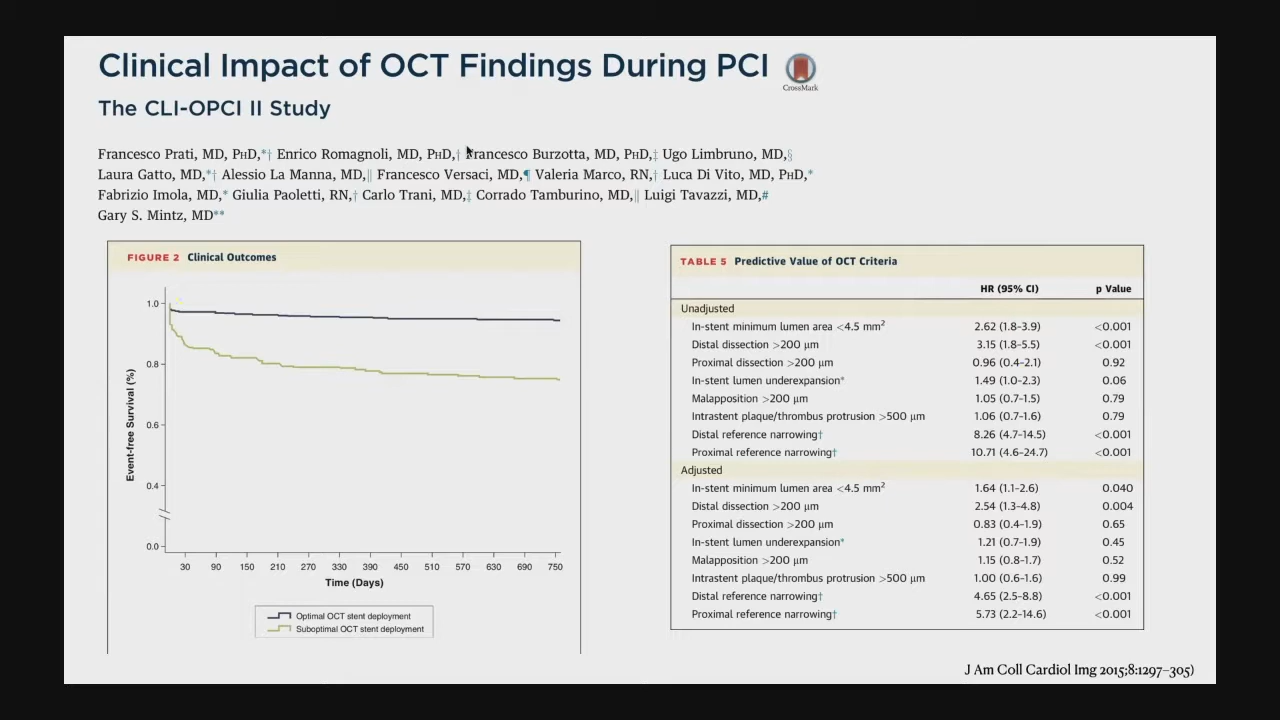 Clinical Impact of OCT Findings During PCI
CrossMark
The CLI-OPCI II Study
Francesco Prati, MD, PhD,*† Enrico Romagnoli, MD, PhD,† Francesco Burzotta, MD, PhD,‡ Ugo Limbruno, MD,§
Laura Gatto, MD,*† Alessio La Manna, MD,∥ Francesco Versaci, MD,¶ Valeria Marco, RN,† Luca Di Vito, MD, PhD,*
Fabrizio Imola, MD,* Giulia Paoletti, RN,† Carlo Trani, MD,‡ Corrado Tamburino, MD,∥ Luigi Tavazzi, MD,#
Gary S. Mintz, MD**
FIGURE 2 Clinical Outcomes
Event-free Survival (%)
1.0
0.8
0.6
0.4
0.0
30 90 150 210 270 330 390 450 510 570 630 690 750
Time (Days)
Optimal OCT stent deployment
Suboptimal OCT stent deployment
TABLE 5 Predictive Value of OCT Criteria
HR (95% CI) p Value
Unadjusted
In-stent minimum lumen area <4.5 mm² 2.62 (1.8–3.9) <0.001
Distal dissection >200 μm 3.15 (1.8–5.5) <0.001
Proximal dissection >200 μm 0.96 (0.4–2.1) 0.92
In-stent lumen underexpansion* 1.49 (1.0–2.3) 0.06
Malapposition >200 μm 1.05 (0.7–1.5) 0.79
Intrastent plaque/thrombus protrusion >500 μm 1.06 (0.7–1.6) 0.79
Distal reference narrowing† 8.26 (4.7–14.5) <0.001
Proximal reference narrowing† 10.71 (4.6–24.7) <0.001
Adjusted
In-stent minimum lumen area <4.5 mm² 1.64 (1.1–2.6) 0.040
Distal dissection >200 μm 2.54 (1.3–4.8) 0.004
Proximal dissection >200 μm 0.83 (0.4–1.9) 0.65
In-stent lumen underexpansion* 1.21 (0.7–1.9) 0.45
Malapposition >200 μm 1.15 (0.8–1.7) 0.52
Intrastent plaque/thrombus protrusion >500 μm 1.00 (0.6–1.6) 0.99
Distal reference narrowing† 4.65 (2.5–8.8) <0.001
Proximal reference narrowing† 5.73 (2.2–14.6) <0.001
J Am Coll Cardiol Img 2015;8:1297–305)